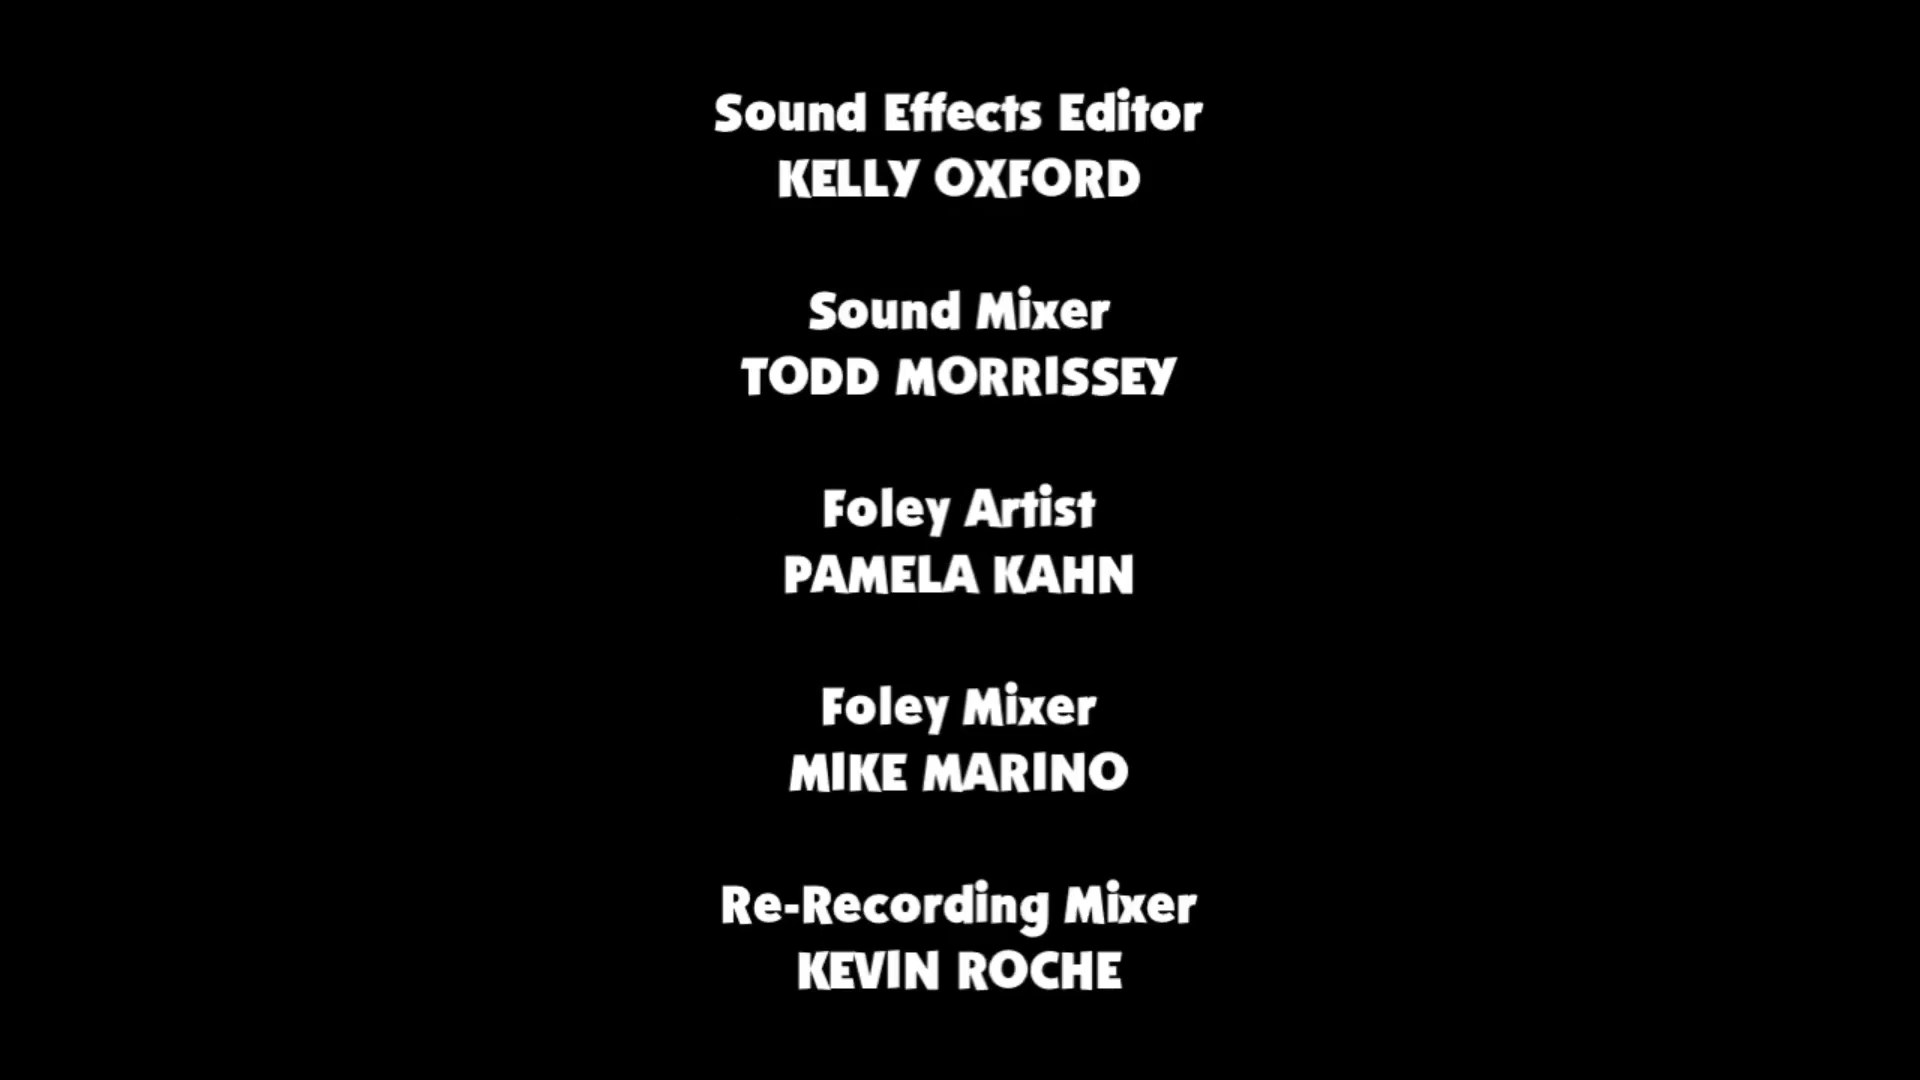 Sound Effects Editor
KELLY OXFORD
Sound Mixer
TODD MORRISSEY
Foley Artist
PAMELA KAHN
Foley Mixer
MIKE MARINO
Re-Recording Mixer
KEVIN ROCHE